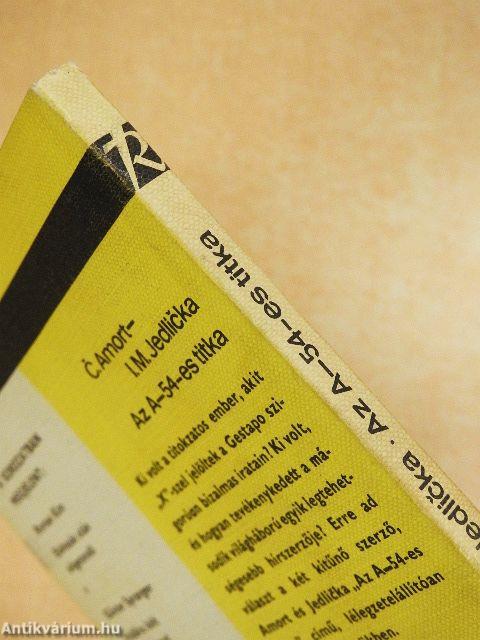 Jedlička · Az A–54-es titka
Č.Amort–
I.M.Jedlička
Az A–54-es titka
Ki volt a titokzatos ember, akit
„X"-szel jelöltek a Gestapo szi-
gorúan bizalmas iratain? Ki volt,
és hogyan tevékenykedett a má-
sodik világháború egyik legtehet-
ségesebb hírszerzője? Erre ad
választ a két kitűnő szerző,
Amort és Jedlička „Az A–54-es
című, lélegzetelállítóan
Antikvárium.hu